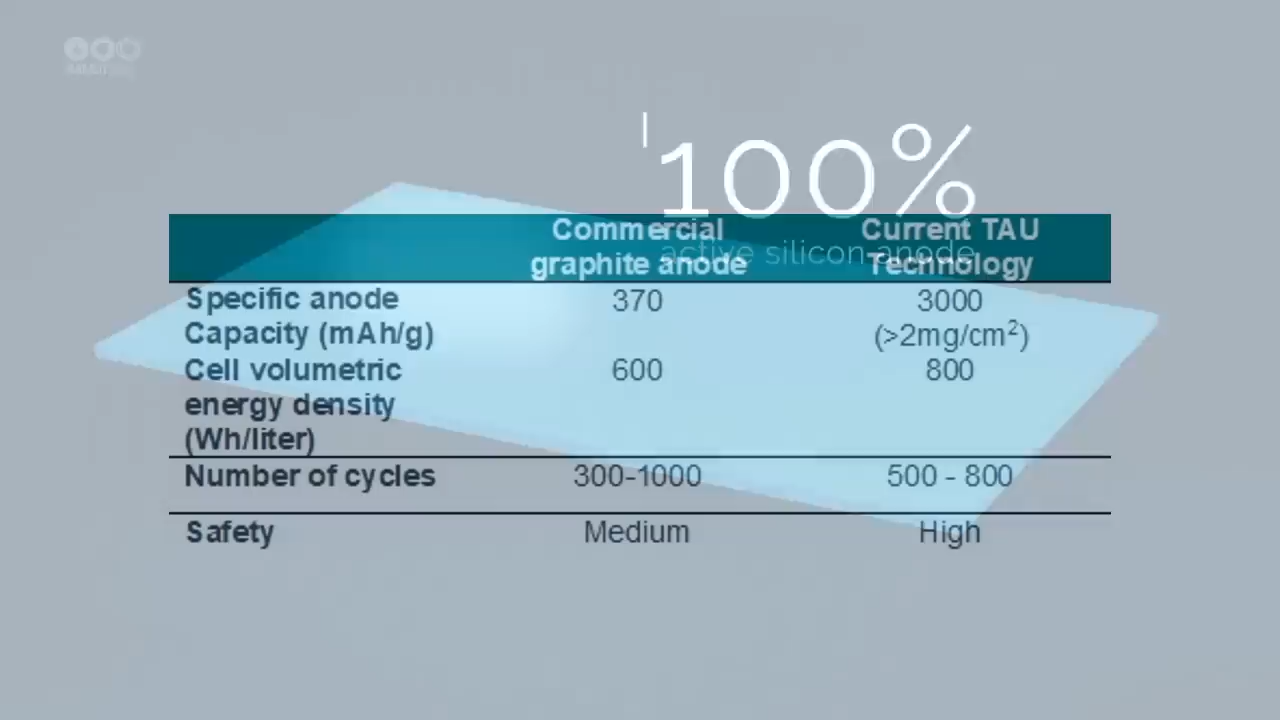 100%
active silicon anode
Commercial graphite anode
Current TAU Technology
Specific anode Capacity (mAh/g)
370
3000 (>2mg/cm²)
Cell volumetric energy density (Wh/liter)
600
800
Number of cycles
300-1000
500 - 800
Safety
Medium
High